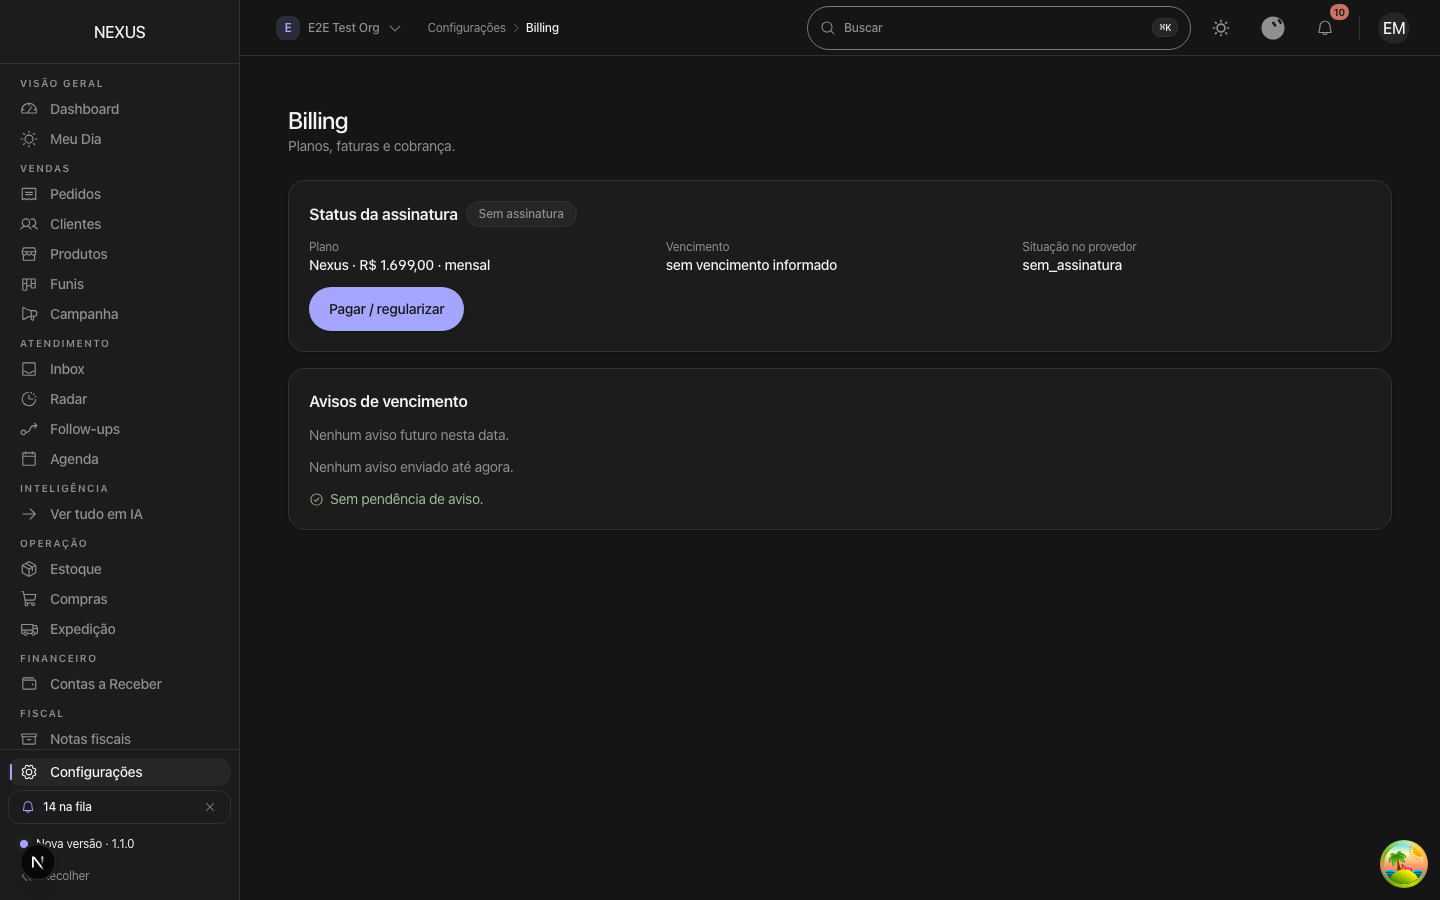 NEXUS
E
E2E Test Org
Configurações
Billing
Buscar
⌘K
10
EM
VISÃO GERAL
Dashboard
Meu Dia
VENDAS
Pedidos
Clientes
Produtos
Funis
Campanha
ATENDIMENTO
Inbox
Radar
Follow-ups
Agenda
INTELIGÊNCIA
Ver tudo em IA
OPERAÇÃO
Estoque
Compras
Expedição
FINANCEIRO
Contas a Receber
FISCAL
Notas fiscais
Configurações
14 na fila
Nova versão · 1.1.0
N
ecolher
Billing
Planos, faturas e cobrança.
Status da assinatura
Sem assinatura
Plano
Nexus · R$ 1.699,00 · mensal
Vencimento
sem vencimento informado
Situação no provedor
sem_assinatura
Pagar / regularizar
Avisos de vencimento
Nenhum aviso futuro nesta data.
Nenhum aviso enviado até agora.
Sem pendência de aviso.